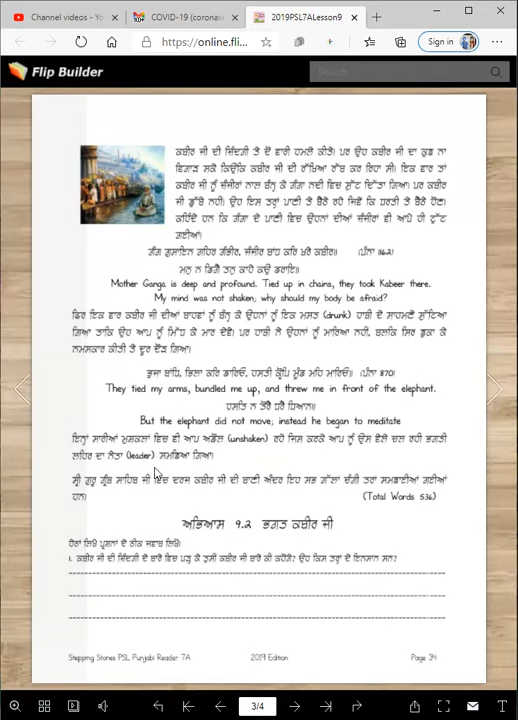 Channel videos - You
COVID-19 (coronavi
2019PSL7ALesson9
https://online.fli...
Sign in
Flip Builder
Search
ਕਬੀਰ ਜੀ ਦੀ ਜ਼ਿੰਦਗੀ ਤੇ ਦੋ ਵਾਰੀ ਹਮਲੇ ਕੀਤੇ। ਪਰ ਉਹ ਕਬੀਰ ਜੀ ਦਾ ਕੁਛ ਨਾ
ਵਿਗਾੜ ਸਕੇ ਕਿਉਂਕਿ ਕਬੀਰ ਜੀ ਦੀ ਰੱਖਿਆ ਰੱਬ ਕਰ ਰਿਹਾ ਸੀ। ਇਕ ਵਾਰ ਤਾਂ
ਕਬੀਰ ਜੀ ਨੂੰ ਜ਼ੰਜੀਰਾਂ ਨਾਲ ਬੰਨ੍ਹ ਕੇ ਗੰਗਾ ਨਦੀ ਵਿਚ ਸੁੱਟ ਦਿੱਤਾ ਗਿਆ। ਪਰ ਕਬੀਰ
ਜੀ ਡੁੱਬੇ ਨਹੀਂ। ਉਹ ਇਸ ਤਰ੍ਹਾਂ ਪਾਣੀ ਤੇ ਬੈਠੇ ਰਹੇ ਜਿਵੇਂ ਕਿ ਧਰਤੀ ਤੇ ਬੈਠੇ ਹੋਣ।
ਕਹਿੰਦੇ ਹਨ ਕਿ ਗੰਗਾ ਦੇ ਪਾਣੀ ਵਿਚ ਉਹਨਾਂ ਦੀਆਂ ਜ਼ੰਜੀਰਾਂ ਵੀ ਆਪੇ ਹੀ ਟੁੱਟ
ਗਈਆਂ।
ਗੰਗ ਗੁਸਾਇਨ ਗਹਿਰ ਗੰਭੀਰ, ਜੰਜੀਰ ਬਾਂਧ ਕਰਿ ਖਰੇ ਕਬੀਰ॥ (ਪੰਨਾ 1162)
ਮਨੁ ਨ ਡਿਗੈ ਤਨੁ ਕਾਹੇ ਕਉ ਡਰਾਇ॥
Mother Ganga is deep and profound. Tied up in chains, they took Kabeer there.
My mind was not shaken; why should my body be afraid?
ਫਿਰ ਇਕ ਵਾਰ ਕਬੀਰ ਜੀ ਦੀਆਂ ਬਾਹਵਾਂ ਨੂੰ ਬੰਨ੍ਹ ਕੇ ਉਹਨਾਂ ਨੂੰ ਇਕ ਮਸਤ (drunk) ਹਾਥੀ ਦੇ ਸਾਹਮਣੇ ਸੁੱਟਿਆ
ਗਿਆ ਤਾਂਕਿ ਉਹ ਆਪ ਨੂੰ ਮਿੱਧ ਕੇ ਮਾਰ ਦੇਵੇ। ਪਰ ਹਾਥੀ ਨੇ ਉਹਨਾਂ ਨੂੰ ਮਾਰਿਆ ਨਹੀਂ, ਬਲਕਿ ਸਿਰ ਝੁਕਾ ਕੇ
ਨਮਸਕਾਰ ਕੀਤੀ ਤੇ ਦੂਰ ਦੌੜ ਗਿਆ।
ਭੁਜਾ ਬਾਂਧਿ, ਭਿਲਾ ਕਰਿ ਡਾਰਿਓ, ਹਸਤੀ ਕ੍ਰੋਪਿ ਮੂੰਡ ਮਹਿ ਮਾਰਿਓ॥ (ਪੰਨਾ 870)
They tied my arms, bundled me up, and threw me in front of the elephant.
ਹਸਤਿ ਨ ਤੋਰੈ ਧਰੈ ਧਿਆਨ॥
But the elephant did not move; instead he began to meditate
ਇਨ੍ਹਾਂ ਸਾਰੀਆਂ ਮੁਸ਼ਕਲਾਂ ਵਿਚ ਵੀ ਆਪ ਅਡੋਲ (unshaken) ਰਹੇ ਜਿਸ ਕਰਕੇ ਆਪ ਨੂੰ ਉਸ ਵੇਲੇ ਚਲ ਰਹੀ ਭਗਤੀ
ਲਹਿਰ ਦਾ ਨੇਤਾ (leader) ਸਮਝਿਆ ਗਿਆ।
ਸ੍ਰੀ ਗੁਰੂ ਗ੍ਰੰਥ ਸਾਹਿਬ ਜੀ ਵਿਚ ਦਰਜ ਕਬੀਰ ਜੀ ਦੀ ਬਾਣੀ ਅੰਦਰ ਇਹ ਸਭ ਗੱਲਾਂ ਚੰਗੀ ਤਰਾਂ ਸਮਝਾਈਆਂ ਗਈਆਂ
ਹਨ। (Total Words 536)
ਅਭਿਆਸ 9.2 ਭਗਤ ਕਬੀਰ ਜੀ
ਹੇਠਾਂ ਲਿਖੇ ਪ੍ਰਸ਼ਨਾਂ ਦੇ ਠੀਕ ਜਵਾਬ ਲਿਖੋ।
1. ਕਬੀਰ ਜੀ ਦੀ ਜ਼ਿੰਦਗੀ ਦੇ ਬਾਰੇ ਵਿਚ ਪੜ੍ਹ ਕੇ ਤੁਸੀਂ ਕਬੀਰ ਜੀ ਬਾਰੇ ਕੀ ਕਹੋਗੇ? ਉਹ ਕਿਸ ਤਰ੍ਹਾਂ ਦੇ ਇਨਸਾਨ ਸਨ?
Stepping Stones PSL Punjabi Reader 7A 2019 Edition Page 34
3/4